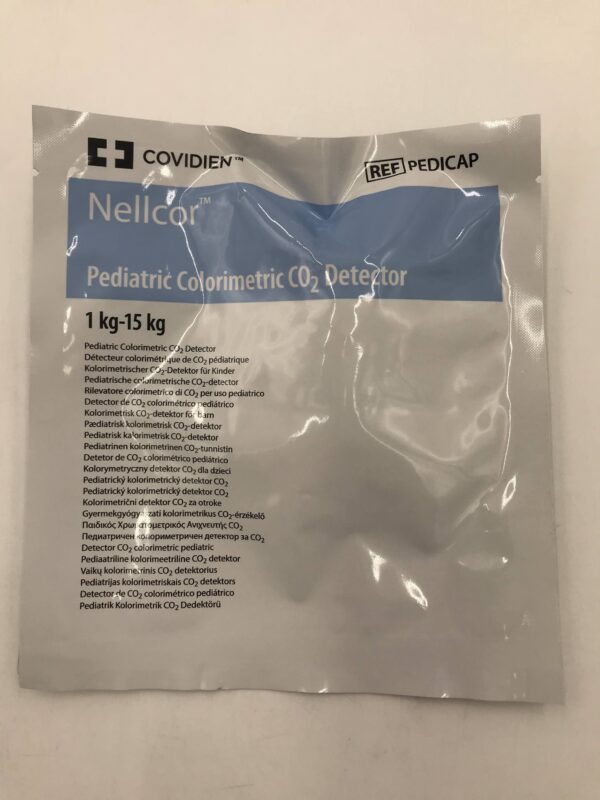 COVIDIEN™
REF PEDICAP
Nellcor™
Pediatric Colorimetric CO₂ Detector
1 kg-15 kg
Pediatric Colorimetric CO₂ Detector
Détecteur colorimétrique de CO₂ pédiatrique
Kolorimetrischer CO₂-Detektor für Kinder
Pediatrische colorimetrische CO₂-detector
Rilevatore colorimetrico di CO₂ per uso pediatrico
Detector de CO₂ colorimétrico pediátrico
Kolorimetrisk CO₂-detektor för barn
Pædiatrisk kolorimetrisk CO₂-detektor
Pediatrisk kalorimetrisk CO₂-detektor
Pediatrinen kolorimetrinen CO₂-tunnistin
Detetor de CO₂ colorimétrico pediátrico
Kolorymetryczny detektor CO₂ dla dzieci
Pediatrický kolorimetrický detektor CO₂
Pediatrický kolorimetrický detektor CO₂
Kolorimetrični detektor CO₂ za otroke
Gyermekgyógyászati kolorimetrikus CO₂-érzékelő
Παιδικός Χρωματομετρικός Ανιχνευτής CO₂
Педиатричен колориметричен детектор за CO₂
Detector CO₂ colorimetric pediatric
Pediaatriline kolorimeetriline CO₂ detektor
Vaikų kolorimetrinis CO₂ detektorius
Pediatrijas kolorimetriskais CO₂ detektors
Detector de CO₂ colorimétrico pediátrico
Pediatrik Kolorimetrik CO₂ Dedektörü